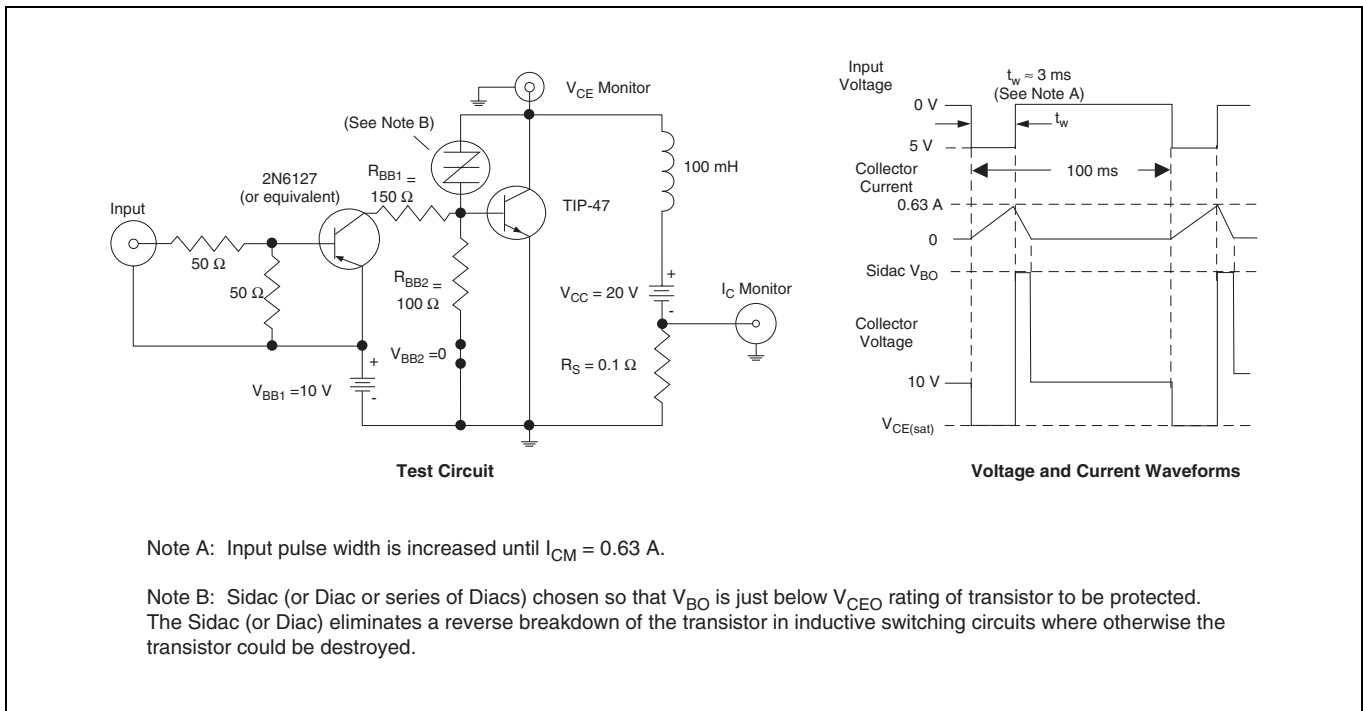 V_CE Monitor
(See Note B)
R_BB1 =
150 Ω
2N6127
(or equivalent)
Input
50 Ω
50 Ω
TIP-47
100 mH
R_BB2 =
100 Ω
V_BB2 =0
V_BB1 =10 V
+
-
V_CC = 20 V
+
-
I_C Monitor
R_S = 0.1 Ω
Test Circuit
Input
Voltage
t_w ≈ 3 ms
(See Note A)
0 V
t_w
5 V
Collector
Current
100 ms
0.63 A
0
Sidac V_BO
Collector
Voltage
10 V
V_CE(sat)
Voltage and Current Waveforms
Note A: Input pulse width is increased until I_CM = 0.63 A.
Note B: Sidac (or Diac or series of Diacs) chosen so that V_BO is just below V_CEO rating of transistor to be protected.
The Sidac (or Diac) eliminates a reverse breakdown of the transistor in inductive switching circuits where otherwise the
transistor could be destroyed.